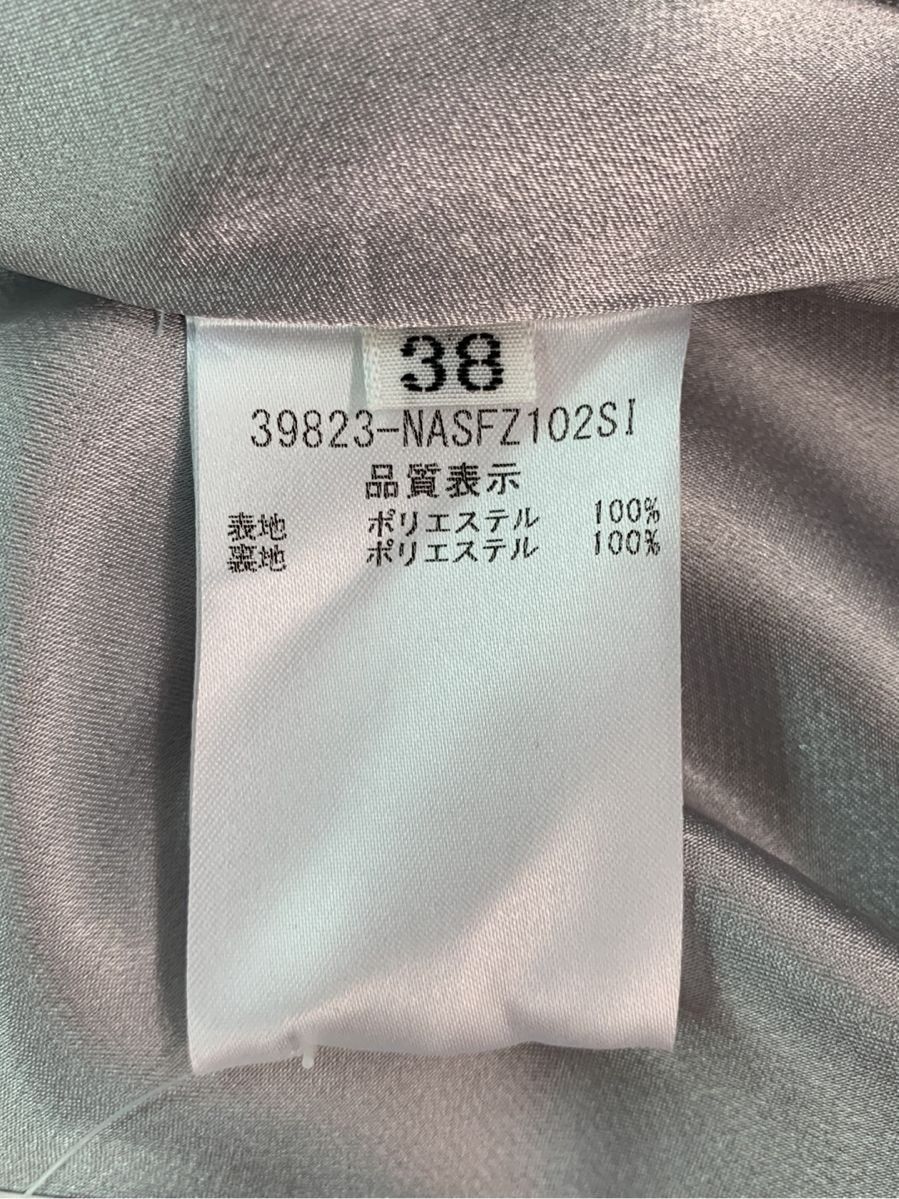 38
39823-NASFZ102SI
品質表示
表地 ポリエステル 100%
裏地 ポリエステル 100%